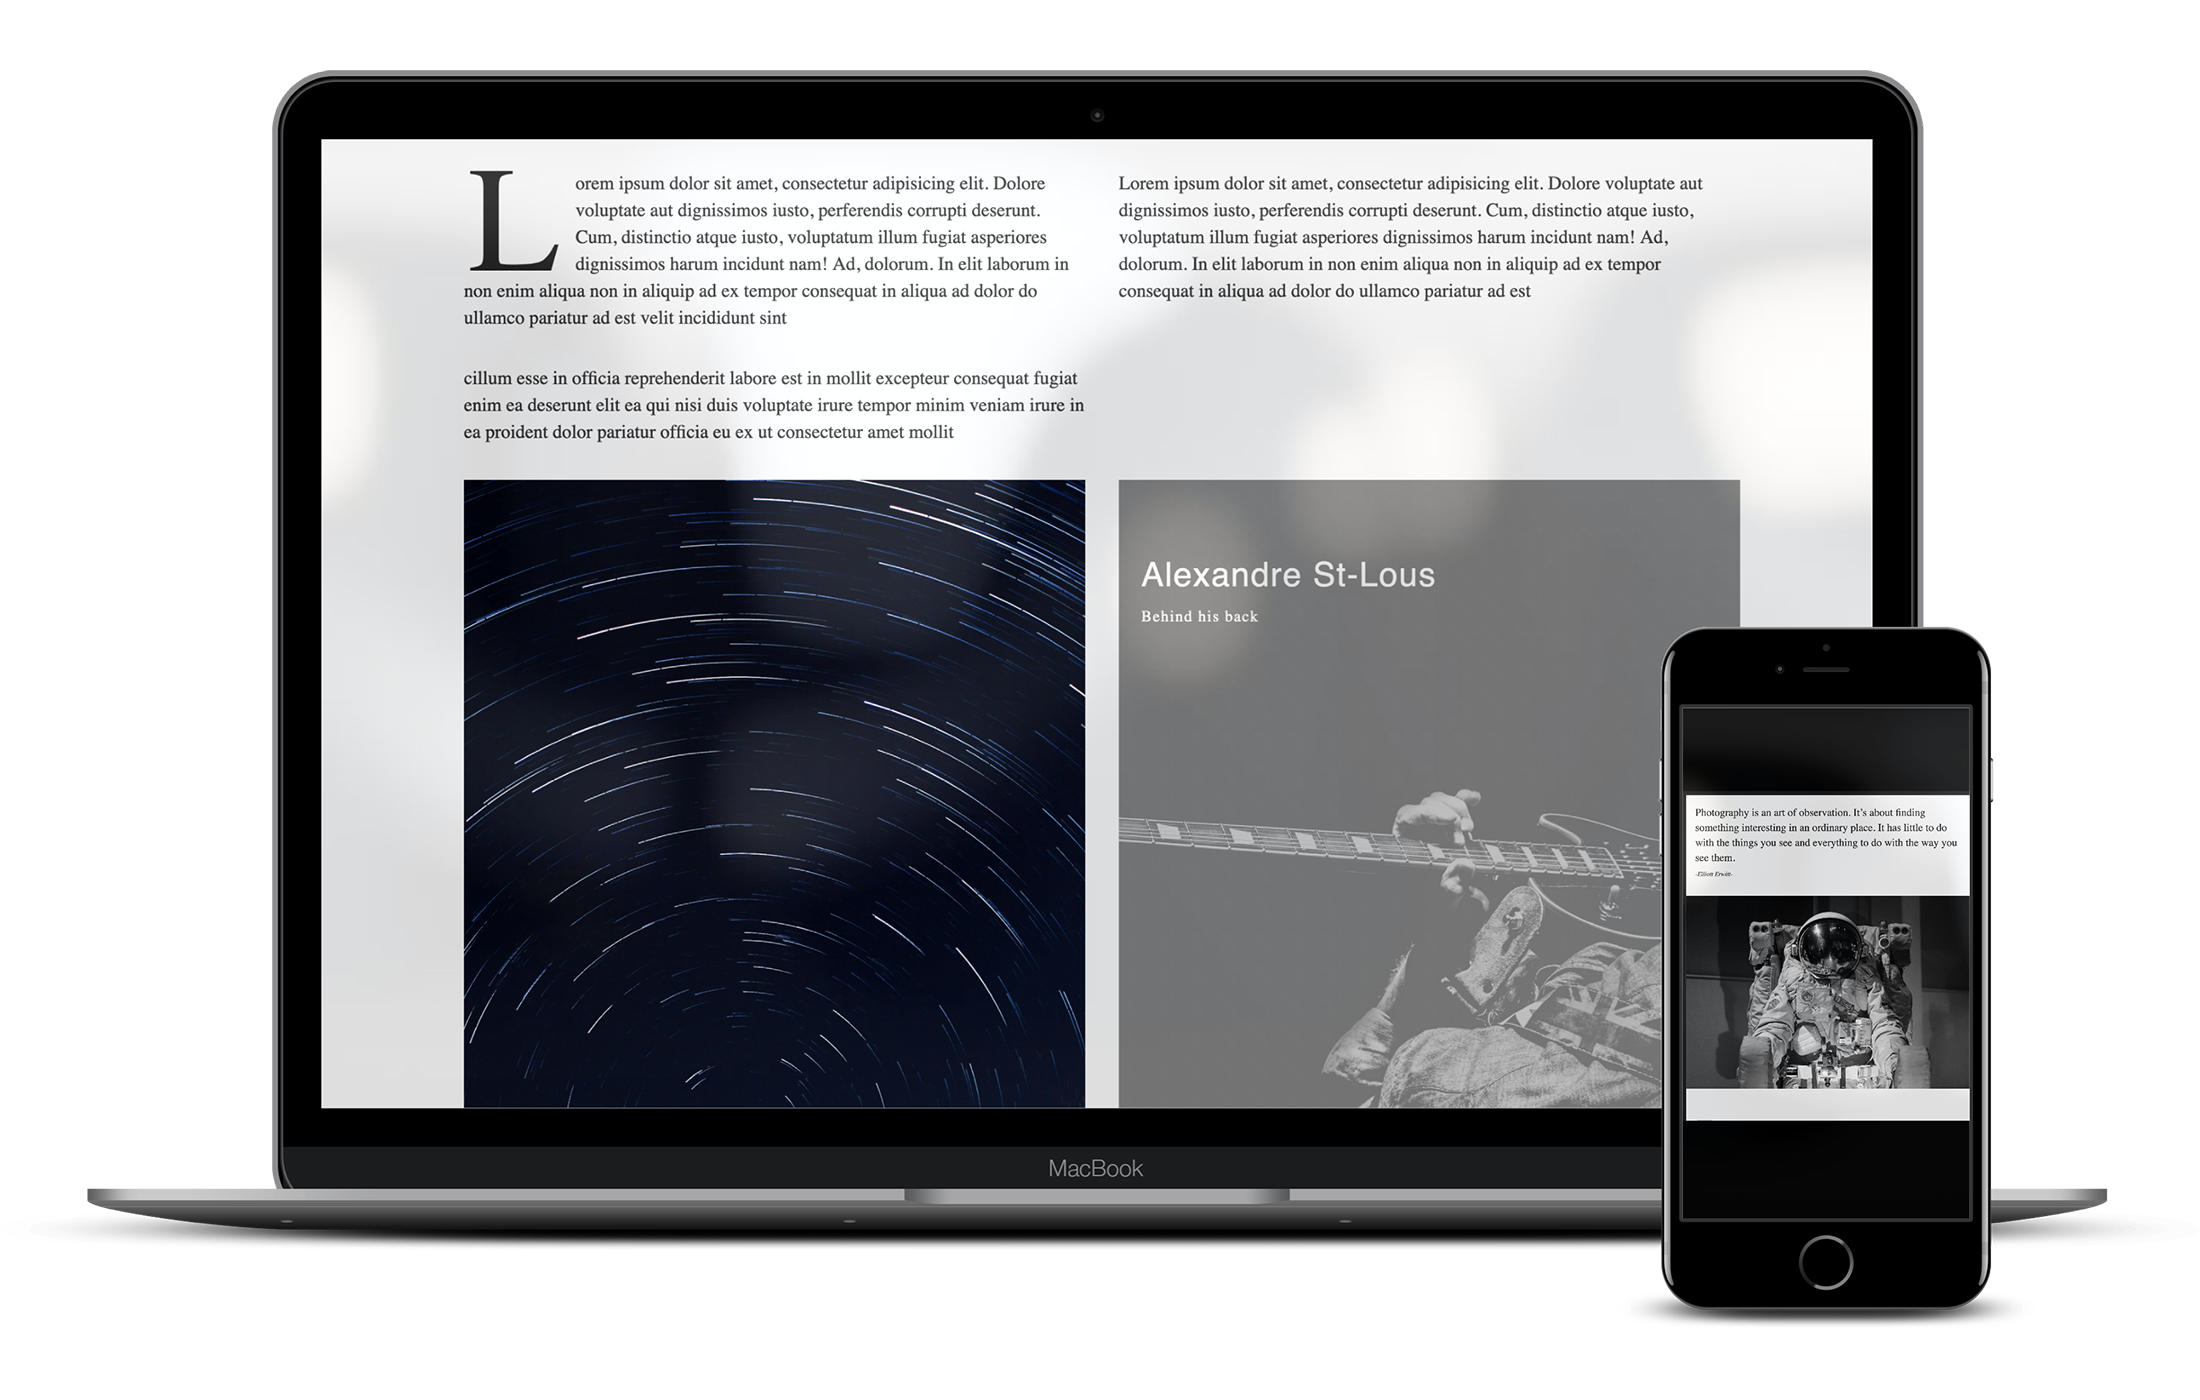 Lorem ipsum dolor sit amet, consectetur adipisicing elit. Dolore
voluptate aut dignissimos iusto, perferendis corrupti deserunt.
Cum, distinctio atque iusto, voluptatum illum fugiat asperiores
dignissimos harum incidunt nam! Ad, dolorum. In elit laborum in
non enim aliqua non in aliquip ad ex tempor consequat in aliqua ad dolor do
ullamco pariatur ad est velit incididunt sint
cillum esse in officia reprehenderit labore est in mollit excepteur consequat fugiat
enim ea deserunt elit ea qui nisi duis voluptate irure tempor minim veniam irure in
ea proident dolor pariatur officia eu ex ut consectetur amet mollit
Lorem ipsum dolor sit amet, consectetur adipisicing elit. Dolore voluptate aut
dignissimos iusto, perferendis corrupti deserunt. Cum, distinctio atque iusto,
voluptatum illum fugiat asperiores dignissimos harum incidunt nam! Ad,
dolorum. In elit laborum in non enim aliqua non in aliquip ad ex tempor
consequat in aliqua ad dolor do ullamco pariatur ad est
Alexandre St-Lous
Behind his back
Photography is an art of observation. It's about finding
something interesting in an ordinary place. It has little to do
with the things you see and everything to do with the way you
see them.
-Elliott Erwitt-
MacBook